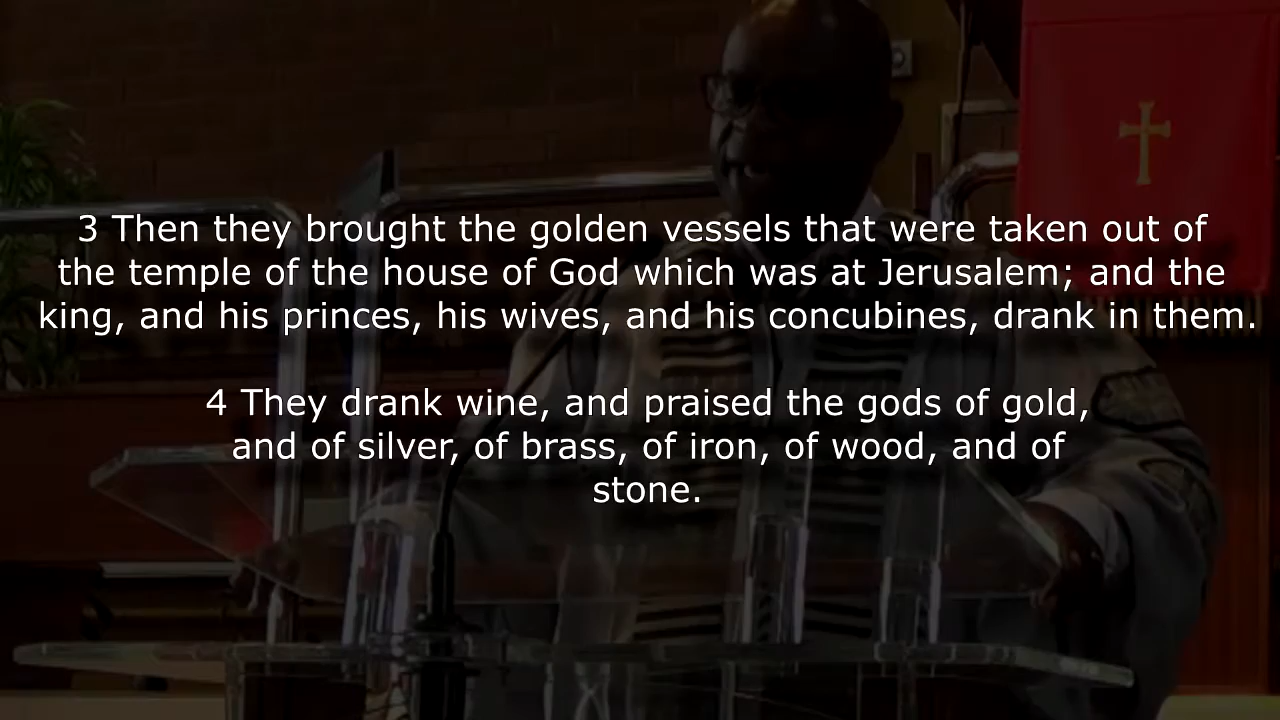 3 Then they brought the golden vessels that were taken out of
the temple of the house of God which was at Jerusalem; and the
king, and his princes, his wives, and his concubines, drank in them.
4 They drank wine, and praised the gods of gold,
and of silver, of brass, of iron, of wood, and of
stone.